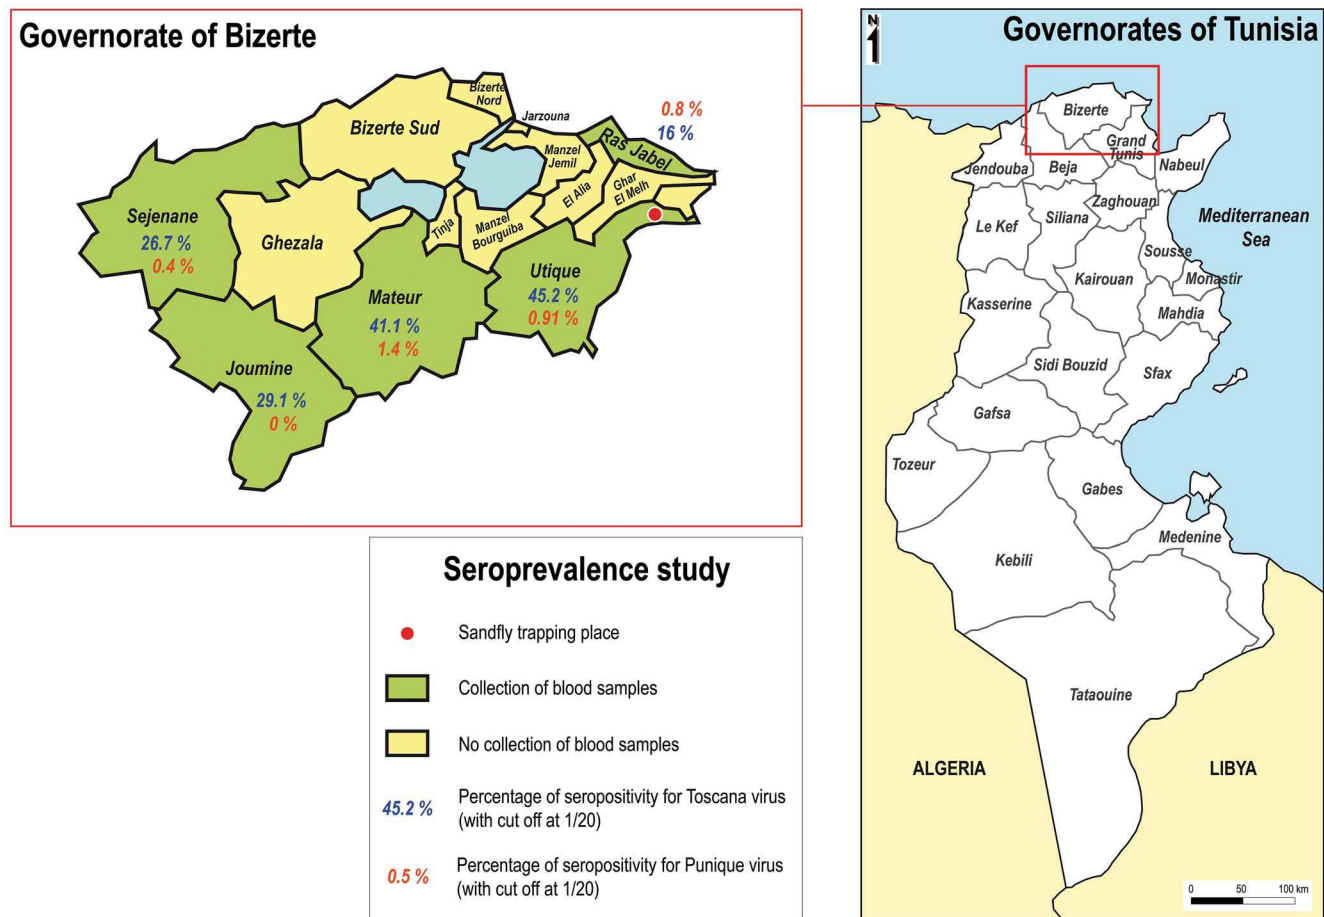 Governorate of Bizerte
Bizerte
Nord
Jarzouna
0.8 %
16 %
Bizerte Sud
Ras Jabel
Manzel
Jemil
El Alia
Ghar
El Melh
Sejenane
26.7 %
0.4 %
Ghezala
Tinja
Manzel
Bourguiba
Utique
45.2 %
0.91 %
Mateur
41.1 %
1.4 %
Joumine
29.1 %
0 %
Seroprevalence study
Sandfly trapping place
Collection of blood samples
No collection of blood samples
45.2 %
Percentage of seropositivity for Toscana virus
(with cut off at 1/20)
0.5 %
Percentage of seropositivity for Punique virus
(with cut off at 1/20)
N
Governorates of Tunisia
Bizerte
Grand
Tunis
Jendouba
Beja
Nabeul
Zaghouan
Le Kef
Siliana
Mediterranean
Sea
Sousse
Kairouan
Monastir
Kasserine
Mahdia
Sidi Bouzid
Sfax
Gafsa
Tozeur
Gabes
Medenine
Kebili
Tataouine
ALGERIA
LIBYA
0 50 100 km